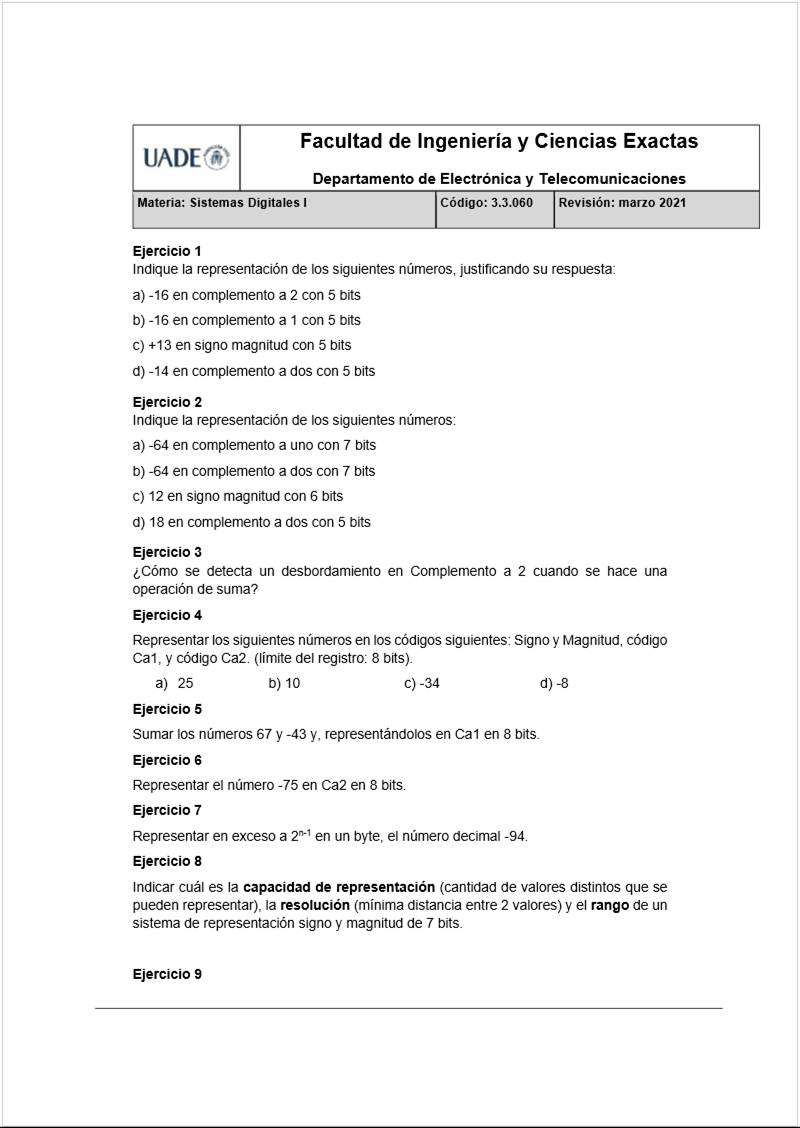 UADE
Facultad de Ingeniería y Ciencias Exactas
Departamento de Electrónica y Telecomunicaciones
Materia: Sistemas Digitales I
Código: 3.3.060
Revisión: marzo 2021
Ejercicio 1
Indique la representación de los siguientes números, justificando su respuesta:
a) -16 en complemento a 2 con 5 bits
b) -16 en complemento a 1 con 5 bits
c) +13 en signo magnitud con 5 bits
d) -14 en complemento a dos con 5 bits
Ejercicio 2
Indique la representación de los siguientes números:
a) -64 en complemento a uno con 7 bits
b) -64 en complemento a dos con 7 bits
c) 12 en signo magnitud con 6 bits
d) 18 en complemento a dos con 5 bits
Ejercicio 3
¿Cómo se detecta un desbordamiento en Complemento a 2 cuando se hace una
operación de suma?
Ejercicio 4
Representar los siguientes números en los códigos siguientes: Signo y Magnitud, código
Ca1, y código Ca2. (límite del registro: 8 bits).
a) 25 b) 10 c) -34 d) -8
Ejercicio 5
Sumar los números 67 y -43 y, representándolos en Ca1 en 8 bits.
Ejercicio 6
Representar el número -75 en Ca2 en 8 bits.
Ejercicio 7
Representar en exceso a 2ⁿ⁻¹ en un byte, el número decimal -94.
Ejercicio 8
Indicar cuál es la capacidad de representación (cantidad de valores distintos que se
pueden representar), la resolución (mínima distancia entre 2 valores) y el rango de un
sistema de representación signo y magnitud de 7 bits.
Ejercicio 9